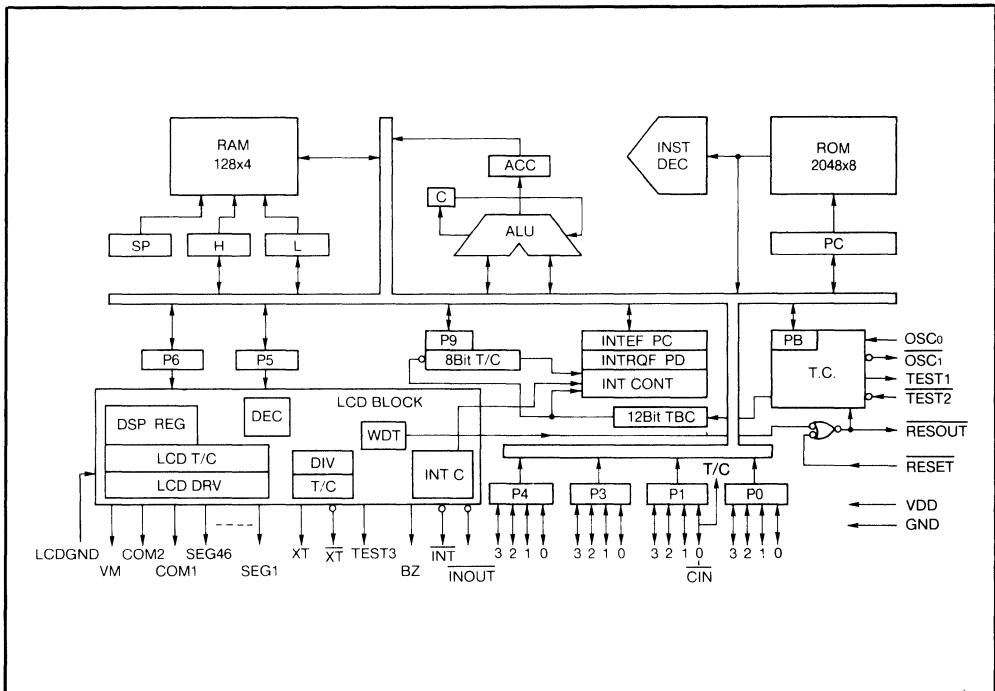 RAM
128x4
ACC
INST
DEC
ROM
2048x8
C
ALU
SP
H
L
PC
P6
P5
P9
8Bit T/C
INTEF PC
INTRQF PD
INT CONT
PB
T.C.
OSC0
OSC1
TEST1
TEST2
12Bit TBC
LCD BLOCK
DSP REG
DEC
WDT
LCD T/C
LCD DRV
DIV
T/C
INT C
RESOUT
RESET
T/C
P4
P3
P1
P0
VDD
GND
3 2 1 0
3 2 1 0
3 2 1 0
3 2 1 0
CIN
LCDGND
VM
COM2
COM1
SEG46
SEG1
XT
XT
TEST3
BZ
INT
INOUT